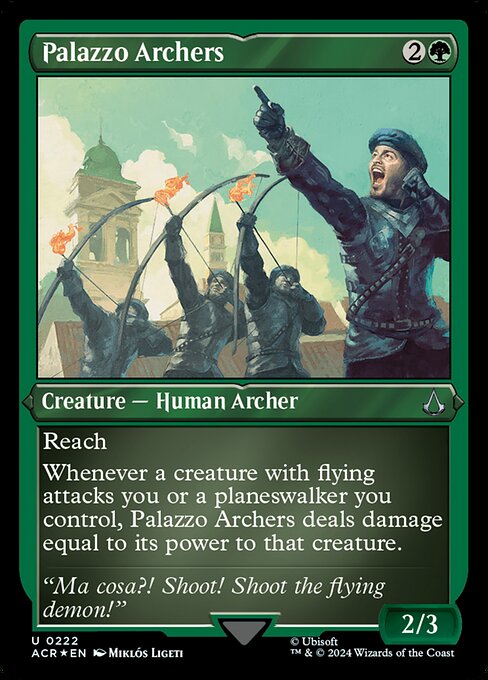 Palazzo Archers 2
Creature — Human Archer
Reach
Whenever a creature with flying
attacks you or a planeswalker you
control, Palazzo Archers deals damage
equal to its power to that creature.
“Ma cosa?! Shoot! Shoot the flying
demon!”
2/3
U 0222
ACR★EN Miklós Ligeti
© Ubisoft
™ & © 2024 Wizards of the Coast